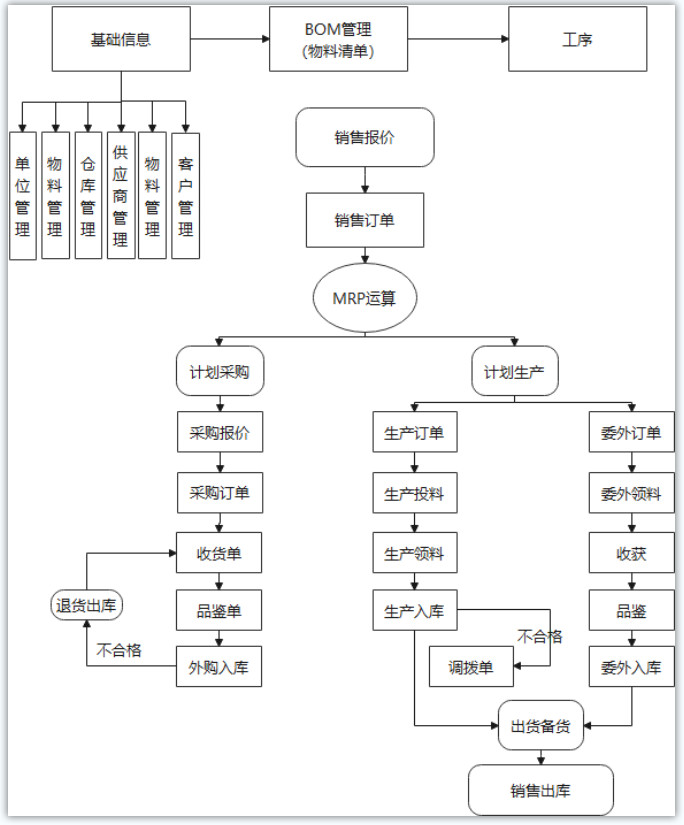 基础信息
BOM管理
（物料清单）
工序
单位管理
物料管理
仓库管理
供应商管理
物料管理
客户管理
销售报价
销售订单
MRP运算
计划采购
计划生产
采购报价
生产订单
委外订单
采购订单
生产投料
委外领料
收货单
生产领料
收获
退货出库
品鉴单
生产入库
品鉴
不合格
不合格
外购入库
调拨单
委外入库
出货备货
销售出库